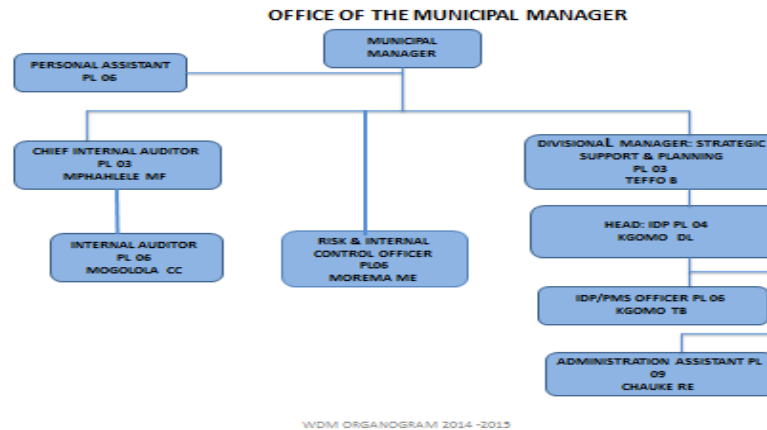 OFFICE OF THE MUNICIPAL MANAGER
MUNICIPAL
MANAGER
PERSONAL ASSISTANT
PL 06
CHIEF INTERNAL AUDITOR
PL 03
MPHAHLELE MF
DIVISIONAL MANAGER: STRATEGIC
SUPPORT & PLANNING
PL 03
TEFFO B
INTERNAL AUDITOR
PL 06
MOGOLOLA CC
RISK & INTERNAL
CONTROL OFFICER
PL06
MOREMA ME
HEAD: IDP PL 04
KGOMO DL
IDP/PMS OFFICER PL 06
KGOMO TB
ADMINISTRATION ASSISTANT PL
09
CHAUKE RE
WDM ORGANOGRAM 2014 -2015